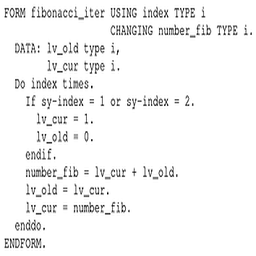 FORM fibonacci_iter USING index TYPE i
CHANGING number_fib TYPE i.
DATA: lv_old type i,
lv_cur type i.
Do index times.
If sy-index = 1 or sy-index = 2.
lv_cur = 1.
lv_old = 0.
endif.
number_fib = lv_cur + lv_old.
lv_old = lv_cur.
lv_cur = number_fib.
enddo.
ENDFORM.